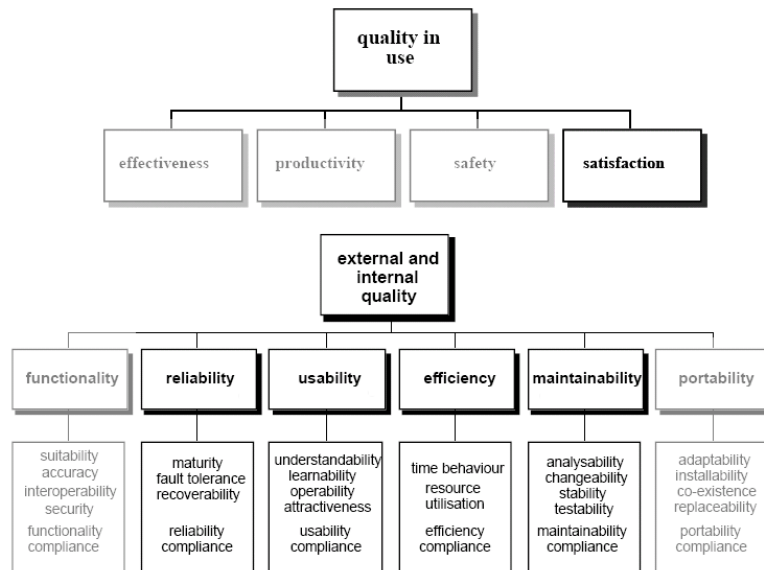 quality in
use
effectiveness
productivity
safety
satisfaction
external and
internal
quality
functionality
reliability
usability
efficiency
maintainability
portability
suitability
accuracy
interoperability
security
functionality
compliance
maturity
fault tolerance
recoverability
reliability
compliance
understandability
learnability
operability
attractiveness
usability
compliance
time behaviour
resource
utilisation
efficiency
compliance
analysability
changeability
stability
testability
maintainability
compliance
adaptability
installability
co-existence
replaceability
portability
compliance